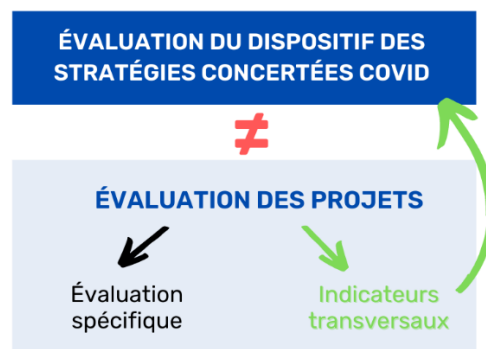 ÉVALUATION DU DISPOSITIF DES
STRATÉGIES CONCERTÉES COVID
≠
ÉVALUATION DES PROJETS
Évaluation
spécifique
Indicateurs
transversaux